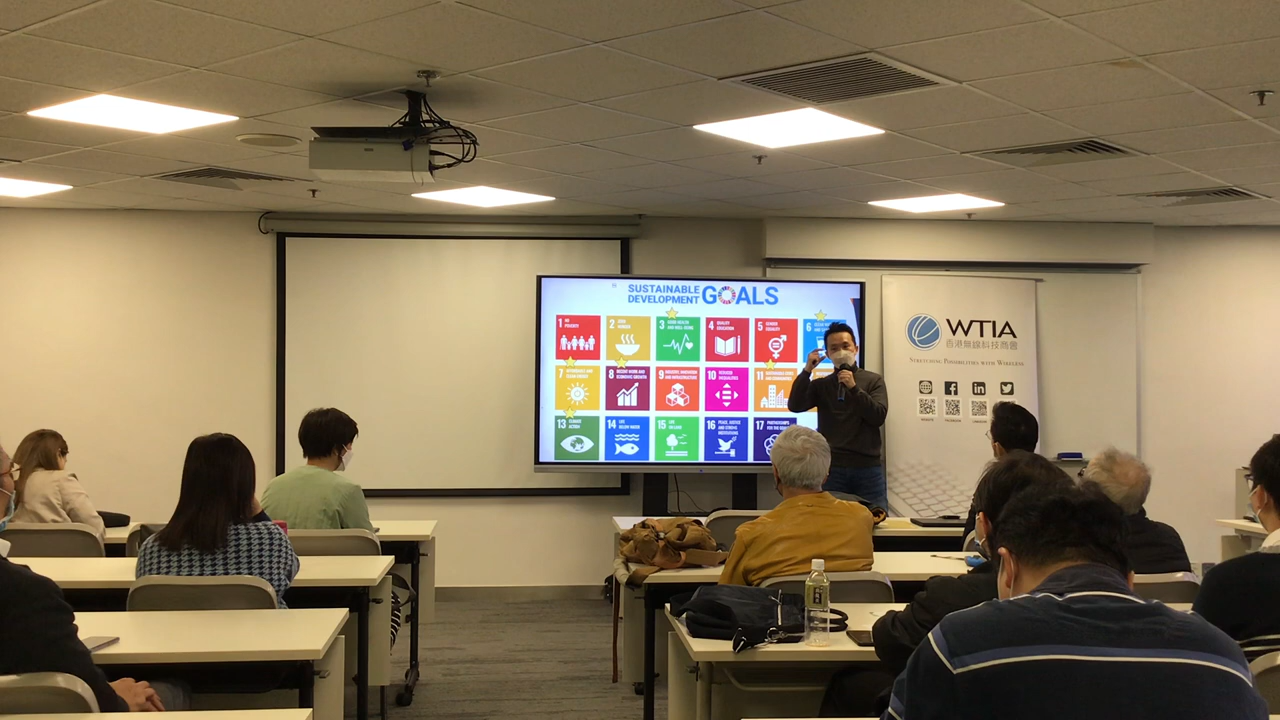 SUSTAINABLE
DEVELOPMENT
GOALS
1 NO
POVERTY
2 ZERO
HUNGER
3 GOOD HEALTH
AND WELL-BEING
4 QUALITY
EDUCATION
5 GENDER
EQUALITY
6 CLEAN WATER
7 AFFORDABLE AND
CLEAN ENERGY
8 DECENT WORK AND
ECONOMIC GROWTH
9 INDUSTRY, INNOVATION
AND INFRASTRUCTURE
10 REDUCED
INEQUALITIES
11 SUSTAINABLE CITIES
AND COMMUNITIES
13 CLIMATE
ACTION
14 LIFE
BELOW WATER
15 LIFE
ON LAND
16 PEACE, JUSTICE
AND STRONG
INSTITUTIONS
17 PARTNERSHIPS
FOR THE
WTIA
香港無線科技商會
STRETCHING POSSIBILITIES WITH WIRELESS